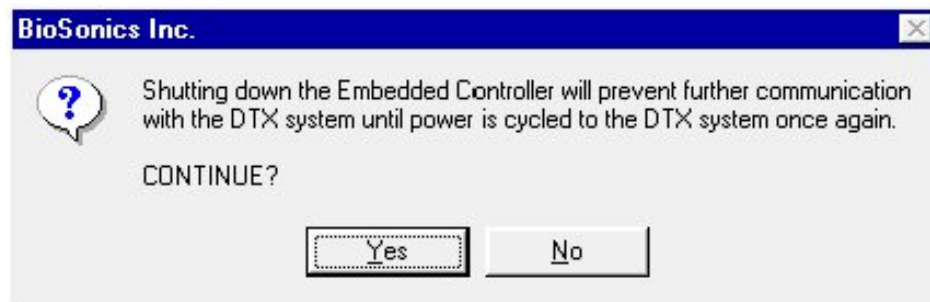 BioSonics Inc.
Shutting down the Embedded Controller will prevent further communication
with the DTX system until power is cycled to the DTX system once again.
CONTINUE?
Yes
No